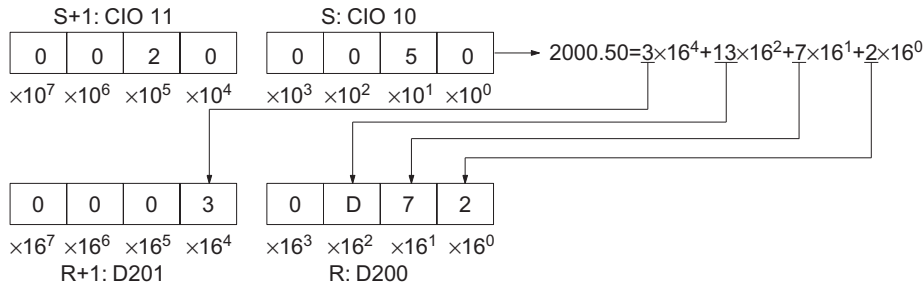 S+1: CIO 11 S: CIO 10
0 0 2 0 0 0 5 0 2000.50=3×16⁴+13×16²+7×16¹+2×16⁰
×10⁷ ×10⁶ ×10⁵ ×10⁴ ×10³ ×10² ×10¹ ×10⁰
0 0 0 3 0 D 7 2
×16⁷ ×16⁶ ×16⁵ ×16⁴ ×16³ ×16² ×16¹ ×16⁰
R+1: D201 R: D200